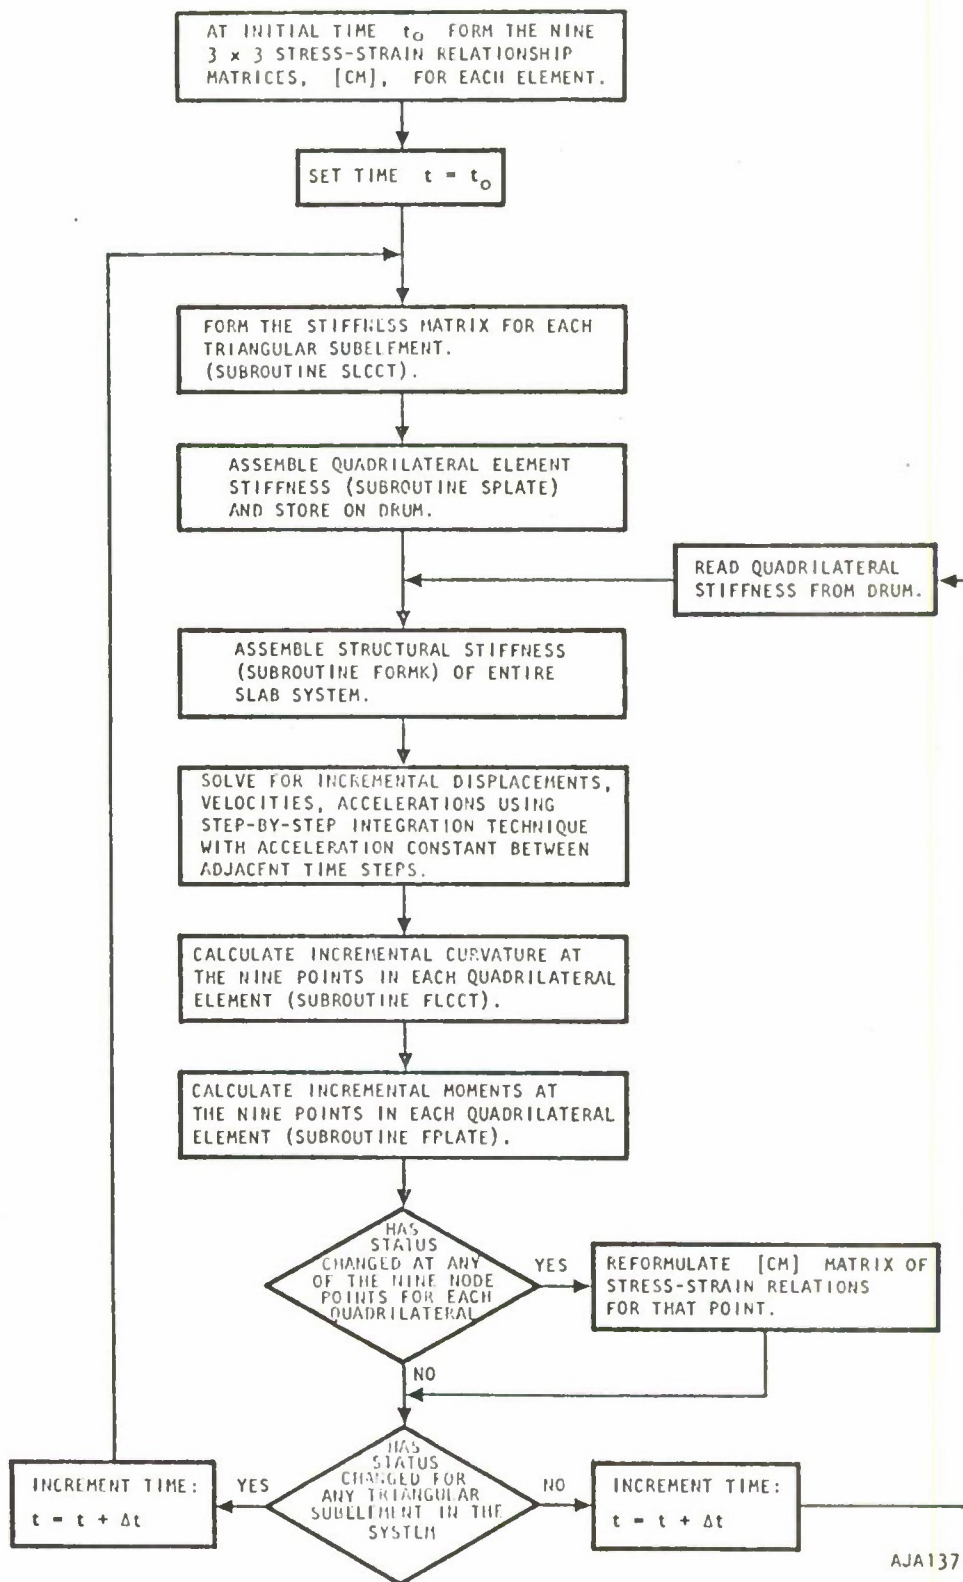 AT INITIAL TIME to FORM THE NINE
3 x 3 STRESS-STRAIN RELATIONSHIP
MATRICES, [CM], FOR EACH ELEMENT.
SET TIME t = to
FORM THE STIFFNESS MATRIX FOR EACH
TRIANGULAR SUBELEMENT.
(SUBROUTINE SLCCT).
ASSEMBLE QUADRILATERAL ELEMENT
STIFFNESS (SUBROUTINE SPLATE)
AND STORE ON DRUM.
READ QUADRILATERAL
STIFFNESS FROM DRUM.
ASSEMBLE STRUCTURAL STIFFNESS
(SUBROUTINE FORMK) OF ENTIRE
SLAB SYSTEM.
SOLVE FOR INCREMENTAL DISPLACEMENTS,
VELOCITIES, ACCELERATIONS USING
STEP-BY-STEP INTEGRATION TECHNIQUE
WITH ACCELERATION CONSTANT BETWEEN
ADJACENT TIME STEPS.
CALCULATE INCREMENTAL CURVATURE AT
THE NINE POINTS IN EACH QUADRILATERAL
ELEMENT (SUBROUTINE FLCCT).
CALCULATE INCREMENTAL MOMENTS AT
THE NINE POINTS IN EACH QUADRILATERAL
ELEMENT (SUBROUTINE FPLATE).
HAS
STATUS
CHANGED AT ANY
OF THE NINE NODE
POINTS FOR EACH
QUADRILATERAL
YES
REFORMULATE [CM] MATRIX OF
STRESS-STRAIN RELATIONS
FOR THAT POINT.
NO
HAS
STATUS
CHANGED FOR
ANY TRIANGULAR
SUBELEMENT IN THE
SYSTEM
YES
INCREMENT TIME:
t = t + Δt
NO
INCREMENT TIME:
t = t + Δt
AJA137